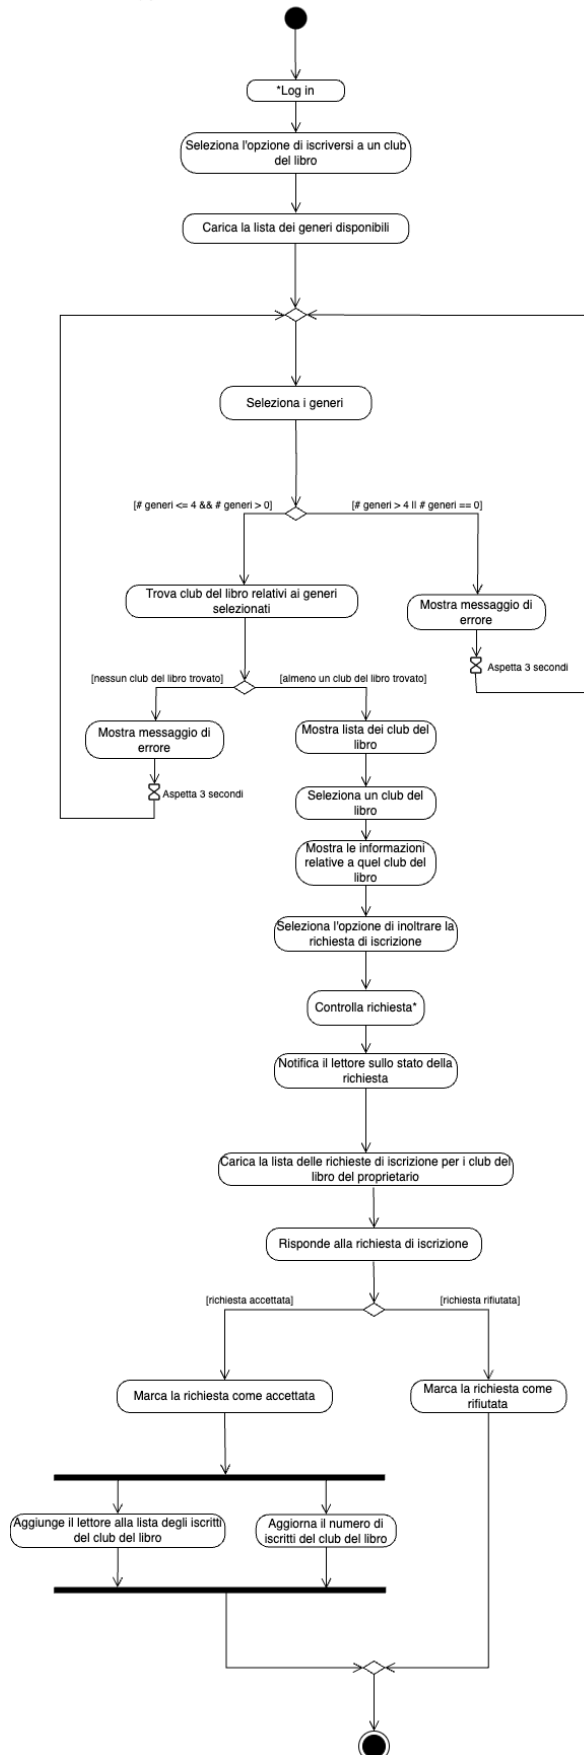 *Log in
Seleziona l'opzione di iscriversi a un club
del libro
Carica la lista dei generi disponibili
Seleziona i generi
[# generi <= 4 && # generi > 0]
[# generi > 4 || # generi == 0]
Trova club del libro relativi ai generi
selezionati
Mostra messaggio di
errore
Aspetta 3 secondi
[nessun club del libro trovato]
[almeno un club del libro trovato]
Mostra messaggio di
errore
Aspetta 3 secondi
Mostra lista dei club del
libro
Seleziona un club del
libro
Mostra le informazioni
relative a quel club del
libro
Seleziona l'opzione di inoltrare la
richiesta di iscrizione
Controlla richiesta*
Notifica il lettore sullo stato della
richiesta
Carica la lista delle richieste di iscrizione per i club del
libro del proprietario
Risponde alla richiesta di iscrizione
[richiesta accettata]
[richiesta rifiutata]
Marca la richiesta come accettata
Marca la richiesta come
rifiutata
Aggiunge il lettore alla lista degli iscritti
del club del libro
Aggiorna il numero di
iscritti del club del libro